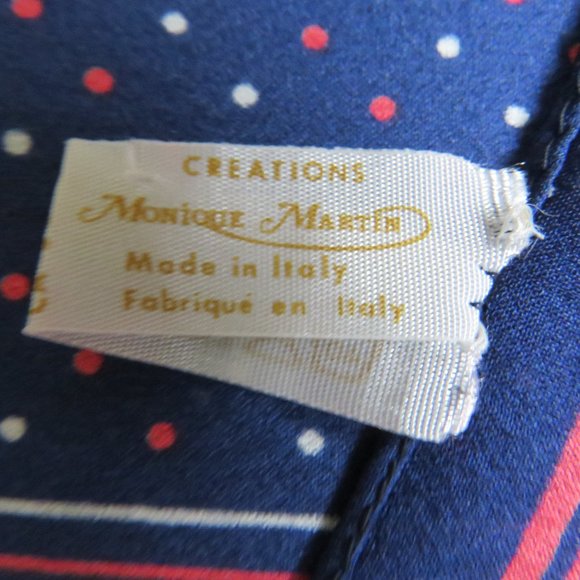 CREATIONS
Monique Martin
Made in Italy
Fabriqué en Italy